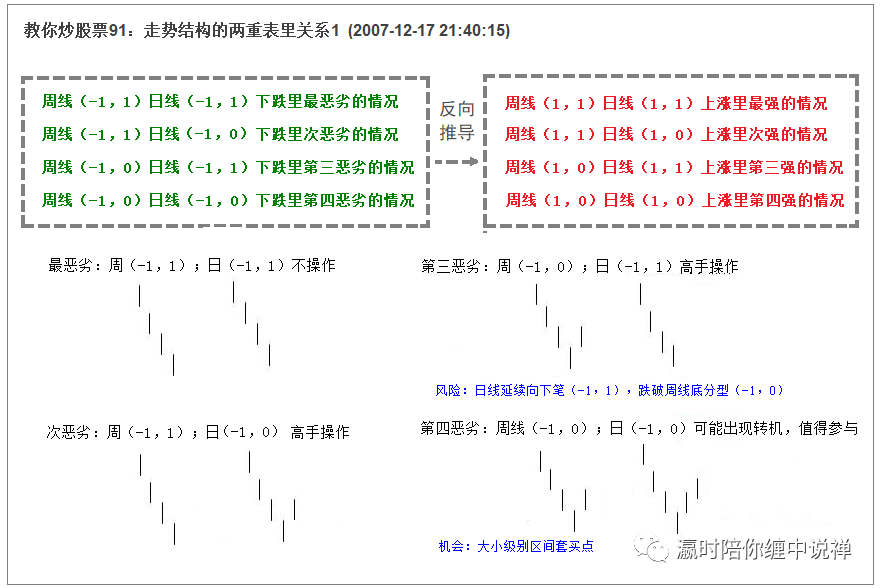 教你炒股票91：走势结构的两重表里关系1 (2007-12-17 21:40:15)
周线（-1，1）日线（-1，1）下跌里最恶劣的情况
周线（-1，1）日线（-1，0）下跌里次恶劣的情况
周线（-1，0）日线（-1，1）下跌里第三恶劣的情况
周线（-1，0）日线（-1，0）下跌里第四恶劣的情况
反向
推导
周线（1，1）日线（1，1）上涨里最强的情况
周线（1，1）日线（1，0）上涨里次强的情况
周线（1，0）日线（1，1）上涨里第三强的情况
周线（1，0）日线（1，0）上涨里第四强的情况
最恶劣：周（-1，1）；日（-1，1）不操作
第三恶劣：周（-1，0）；日（-1，1）高手操作
风险：日线延续向下笔（-1，1），跌破周线底分型（-1，0）
次恶劣：周（-1，1）；日（-1，0） 高手操作
第四恶劣：周线（-1，0）；日（-1，0）可能出现转机，值得参与
机会：大小级别区间套买点
瀛时陪你缠中说禅